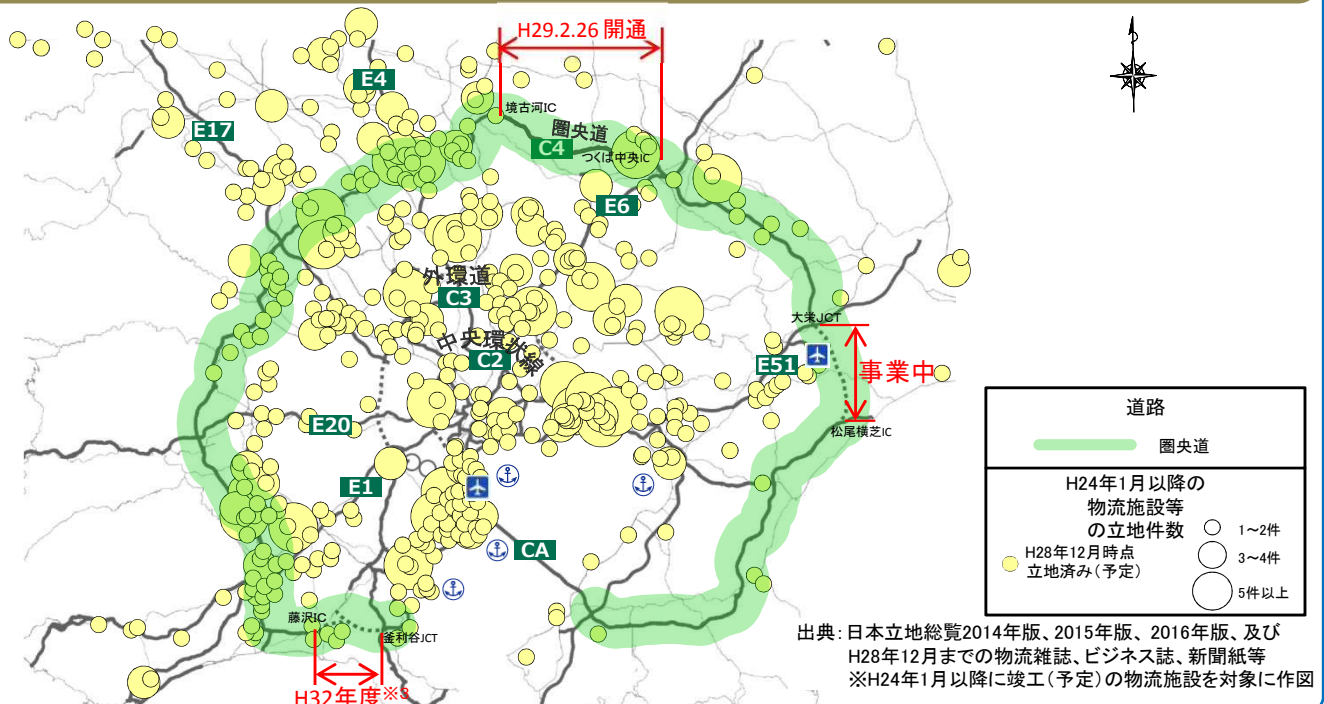 H29.2.26 開通
E4
境古河IC
E17
圏央道
C4
つくば中央IC
E6
外環道
C3
大栄JCT
中央環状線
C2
E51
事業中
E20
松尾横芝IC
E1
CA
藤沢IC
釜利谷JCT
H32年度※3
道路
圏央道
H24年1月以降の
物流施設等
の立地件数
1～2件
H28年12月時点
立地済み(予定)
3～4件
5件以上
出典：日本立地総覧2014年版、2015年版、2016年版、及び
H28年12月までの物流雑誌、ビジネス誌、新聞紙等
※H24年1月以降に竣工(予定)の物流施設を対象に作図